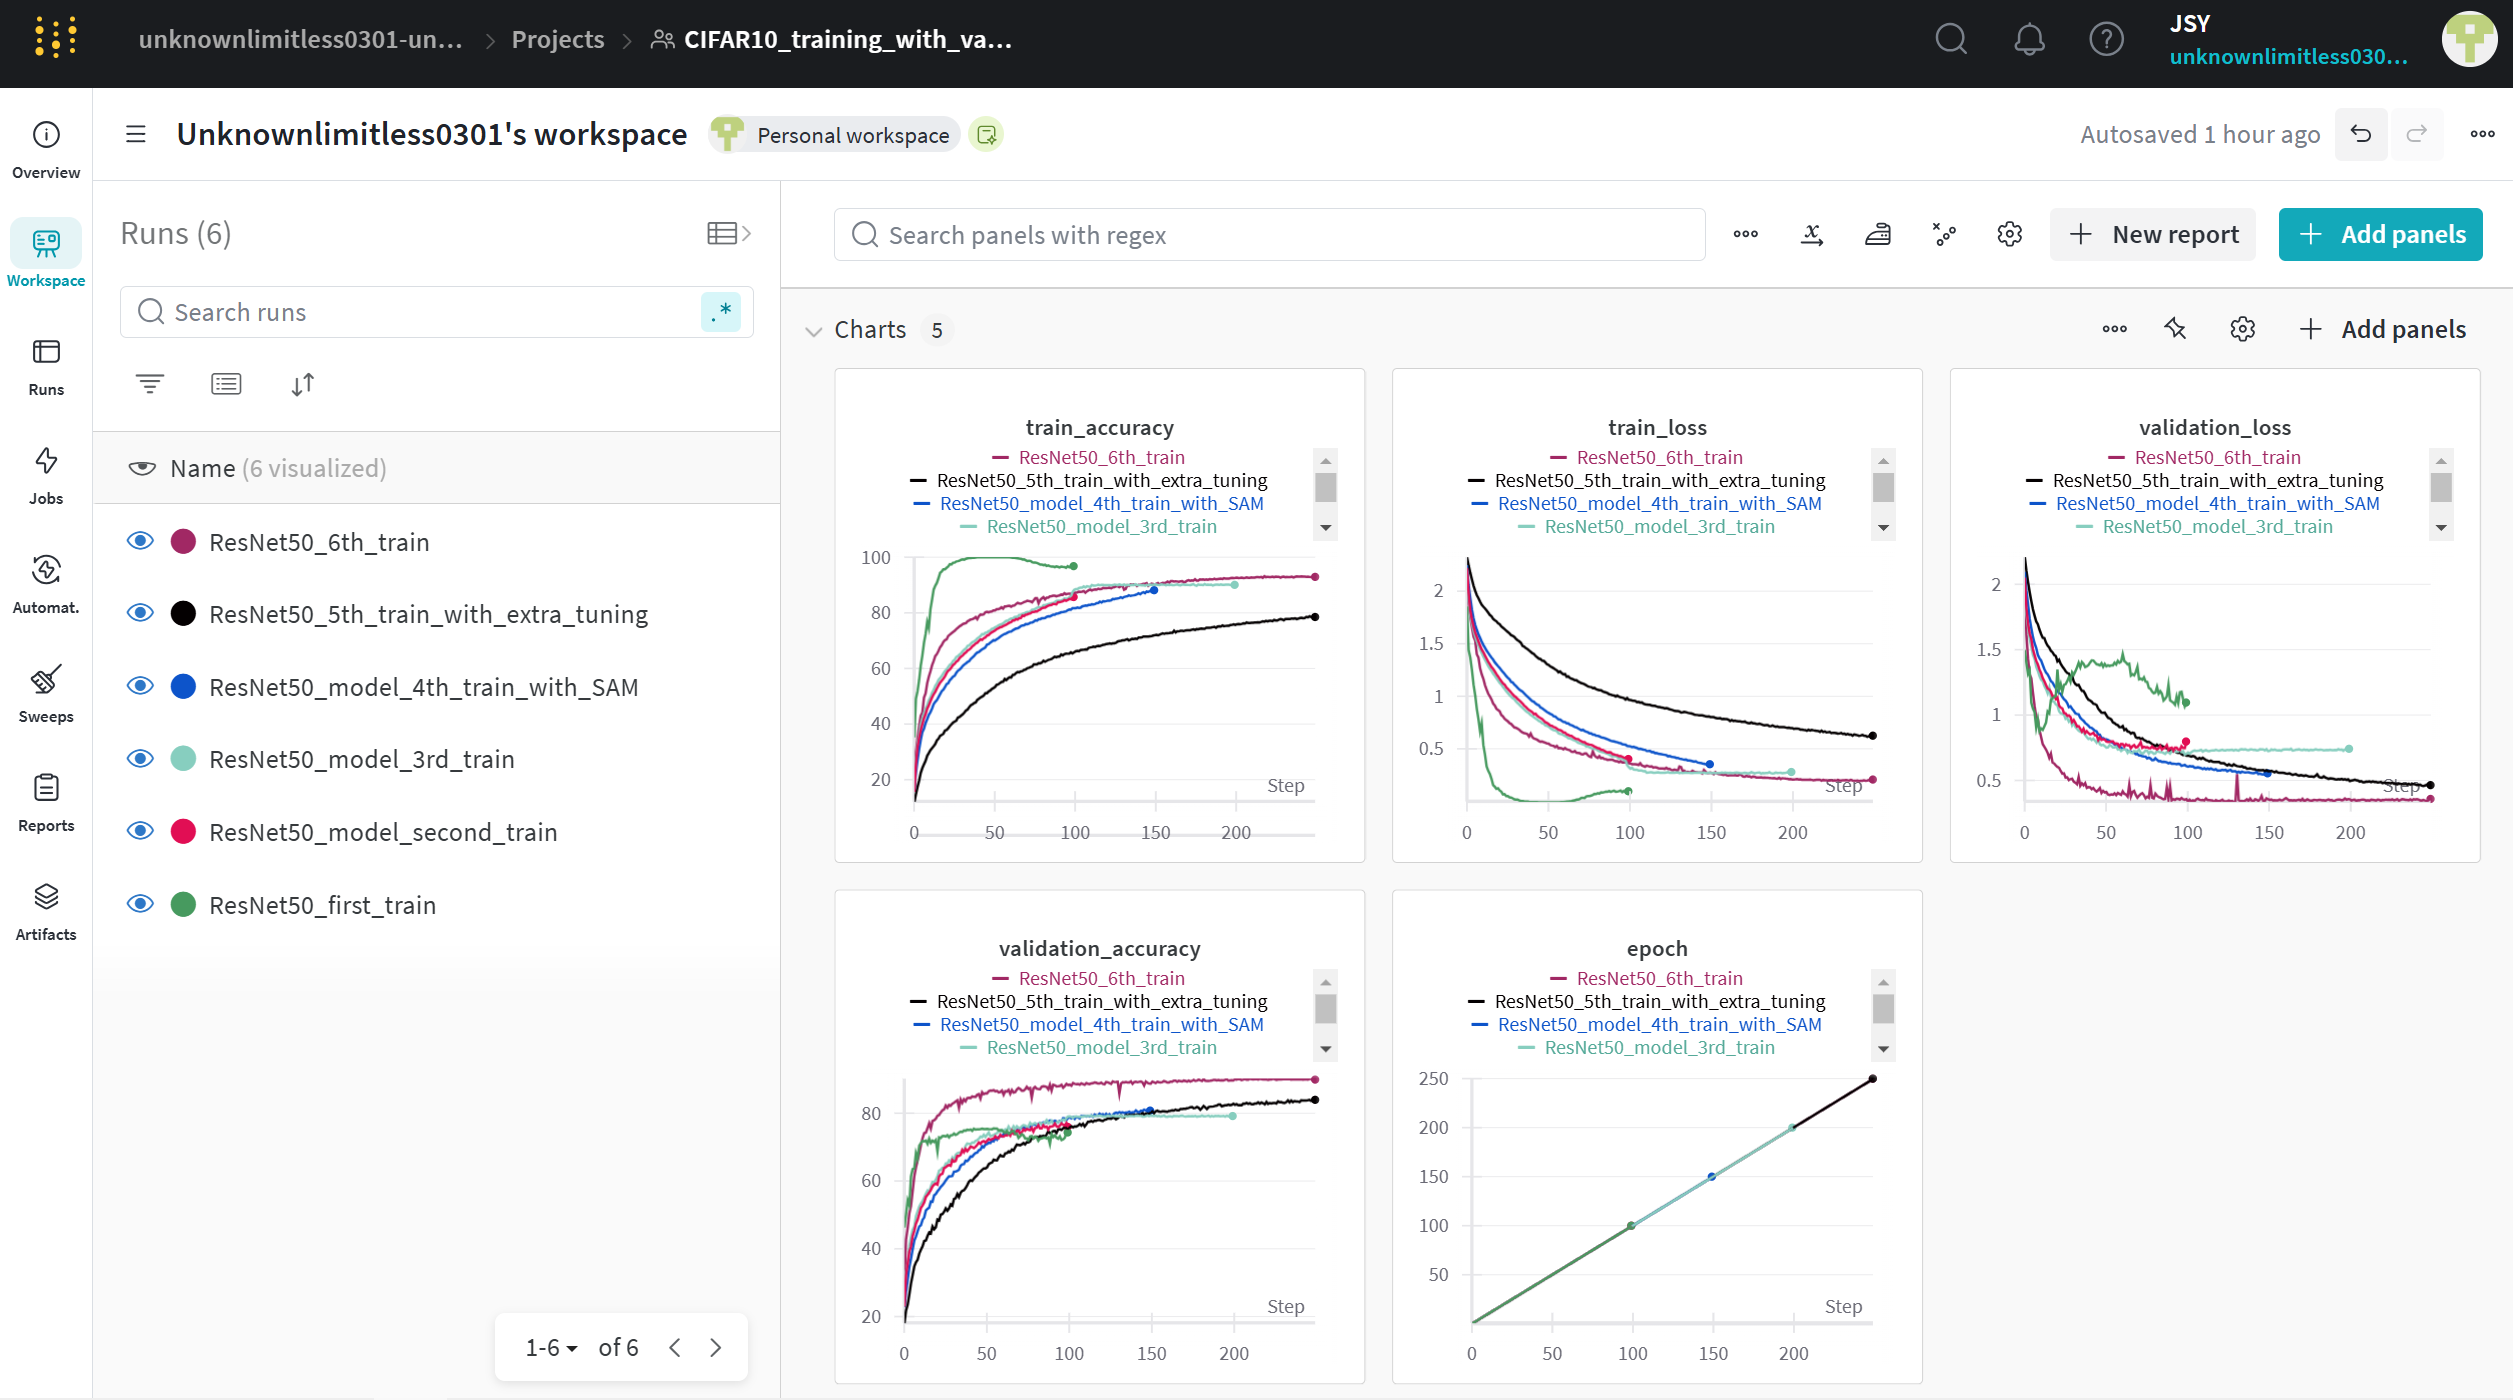 unknownlimitless0301-un...
Projects
CIFAR10_training_with_va...
JSY
unknownlimitless030...
Overview
Workspace
Runs
Jobs
Automat.
Sweeps
Reports
Artifacts
Unknownlimitless0301's workspace
Personal workspace
Autosaved 1 hour ago
Runs (6)
Search runs
.*
Name (6 visualized)
ResNet50_6th_train
ResNet50_5th_train_with_extra_tuning
ResNet50_model_4th_train_with_SAM
ResNet50_model_3rd_train
ResNet50_model_second_train
ResNet50_first_train
1-6 of 6
Search panels with regex
New report
Add panels
Charts 5
Add panels
train_accuracy
ResNet50_6th_train
ResNet50_5th_train_with_extra_tuning
ResNet50_model_4th_train_with_SAM
ResNet50_model_3rd_train
100
80
60
40
20
Step
0 50 100 150 200
train_loss
ResNet50_6th_train
ResNet50_5th_train_with_extra_tuning
ResNet50_model_4th_train_with_SAM
ResNet50_model_3rd_train
2
1.5
1
0.5
Step
0 50 100 150 200
validation_loss
ResNet50_6th_train
ResNet50_5th_train_with_extra_tuning
ResNet50_model_4th_train_with_SAM
ResNet50_model_3rd_train
2
1.5
1
0.5
Step
0 50 100 150 200
validation_accuracy
ResNet50_6th_train
ResNet50_5th_train_with_extra_tuning
ResNet50_model_4th_train_with_SAM
ResNet50_model_3rd_train
80
60
40
20
Step
0 50 100 150 200
epoch
ResNet50_6th_train
ResNet50_5th_train_with_extra_tuning
ResNet50_model_4th_train_with_SAM
ResNet50_model_3rd_train
250
200
150
100
50
Step
0 50 100 150 200